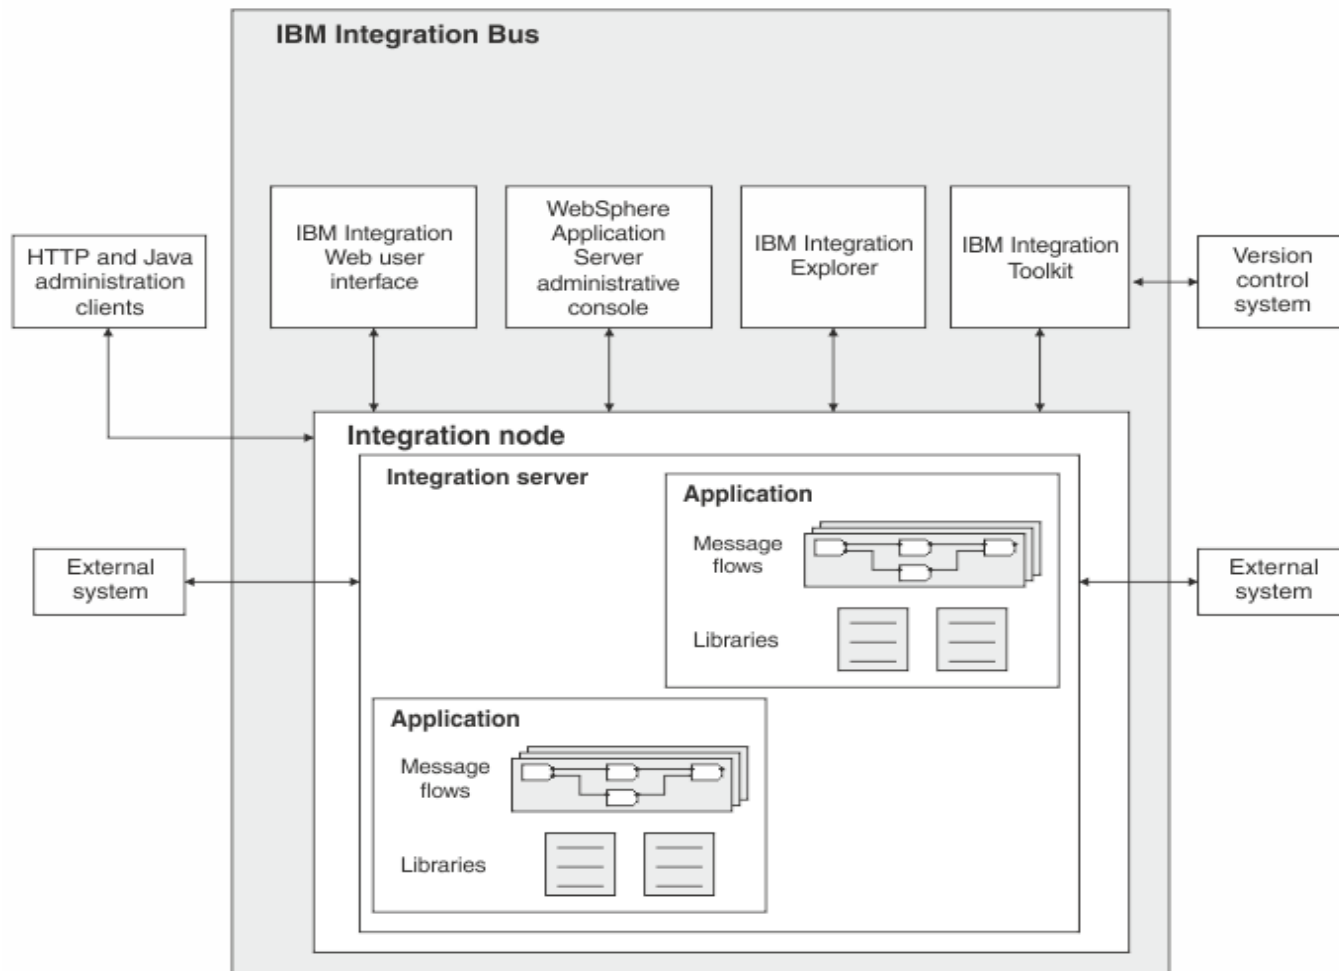 IBM Integration Bus
IBM Integration
Web user
interface
WebSphere
Application
Server
administrative
console
IBM Integration
Explorer
IBM Integration
Toolkit
HTTP and Java
administration
clients
Version
control
system
Integration node
Integration server
Application
Message
flows
Libraries
External
system
External
system
Application
Message
flows
Libraries